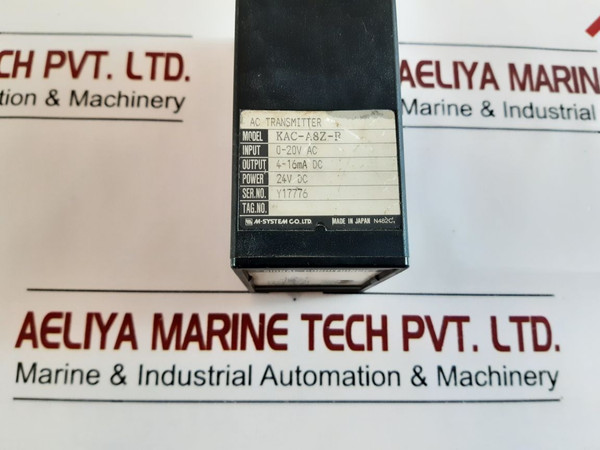 CH PVT. LTD.
ation & Machinery
AELIYA MARINE
Marine & Industrial
AC TRANSMITTER
MODEL KAC-A8Z-R
INPUT 0-20V AC
OUTPUT 4-16mA DC
POWER 24V DC
SER.NO. Y17776
TAG.NO.
M-SYSTEM CO.,LTD. MADE IN JAPAN N482C
AELIYA MARINE TECH PVT. LTD.
Marine & Industrial Automation & Machinery